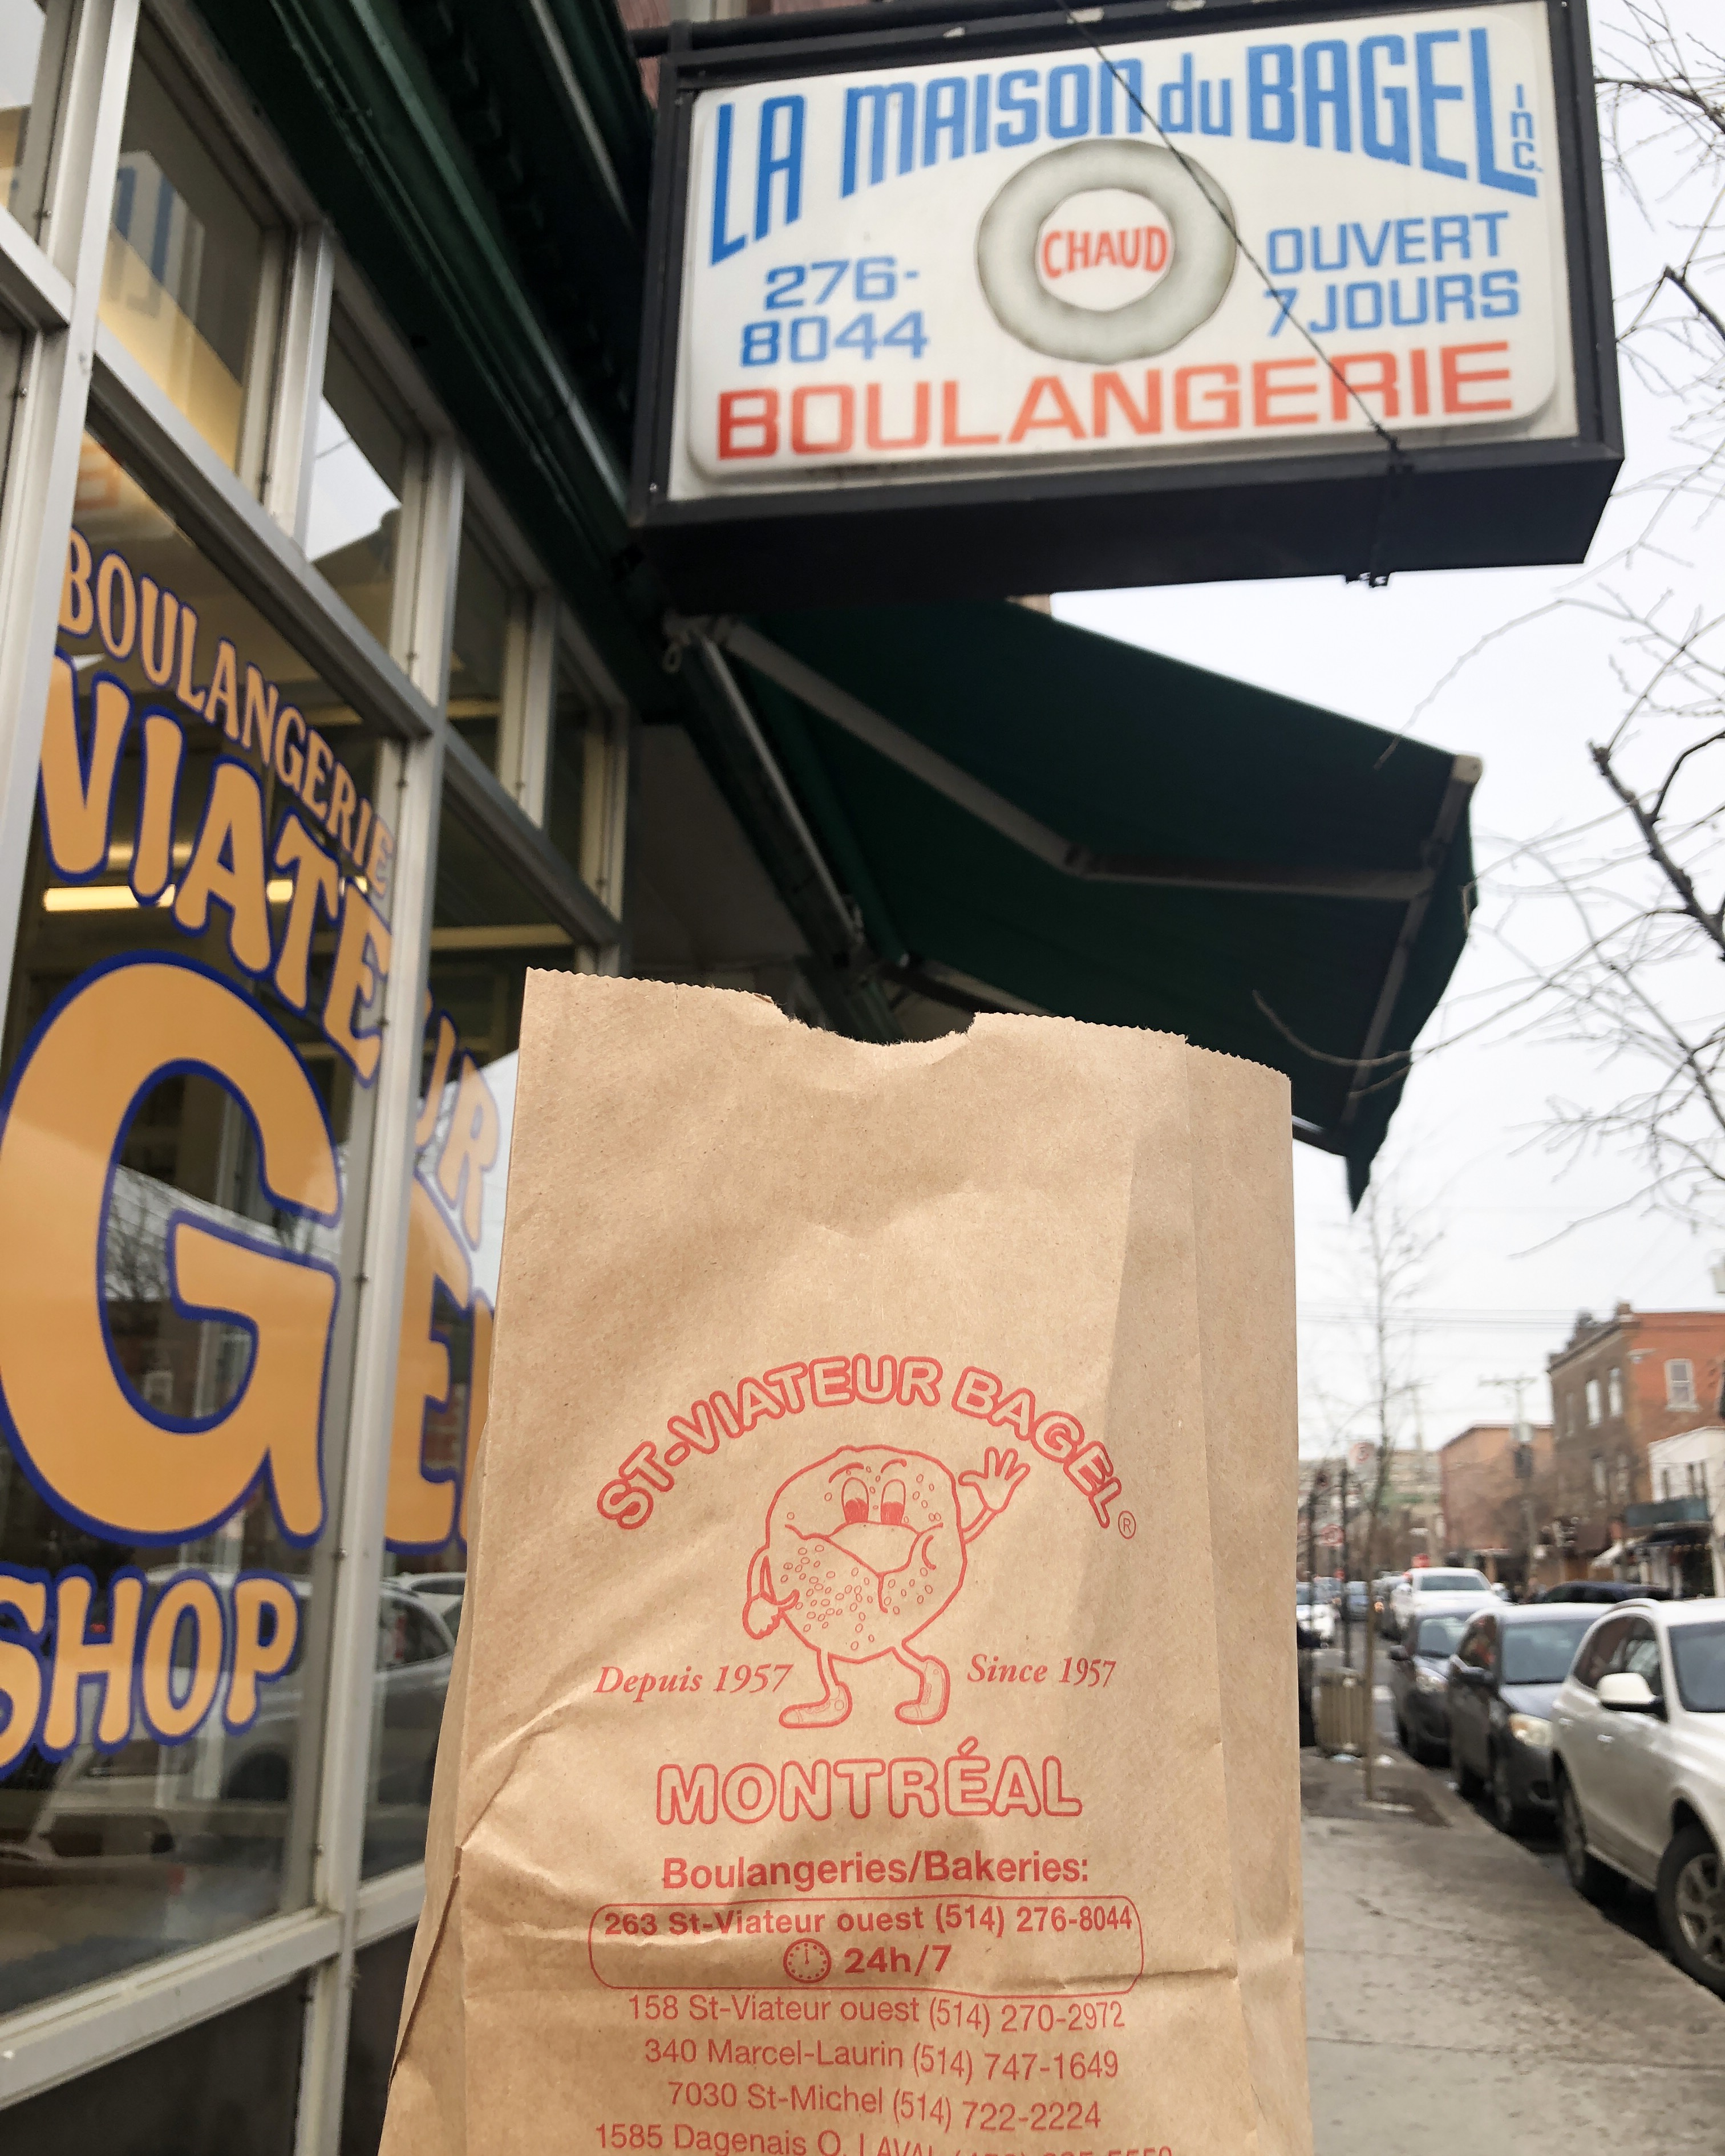 LA MAISON du BAGEL inc.
CHAUD
276-
8044
OUVERT
7 JOURS
BOULANGERIE
BOULANGERIE
VIATEUR
G
E
SHOP
ST-VIATEUR BAGEL®
Depuis 1957
Since 1957
MONTRÉAL
Boulangeries/Bakeries:
263 St-Viateur ouest (514) 276-8044
24h/7
158 St-Viateur ouest (514) 270-2972
340 Marcel-Laurin (514) 747-1649
7030 St-Michel (514) 722-2224
1585 Dagenais O. LAVAL